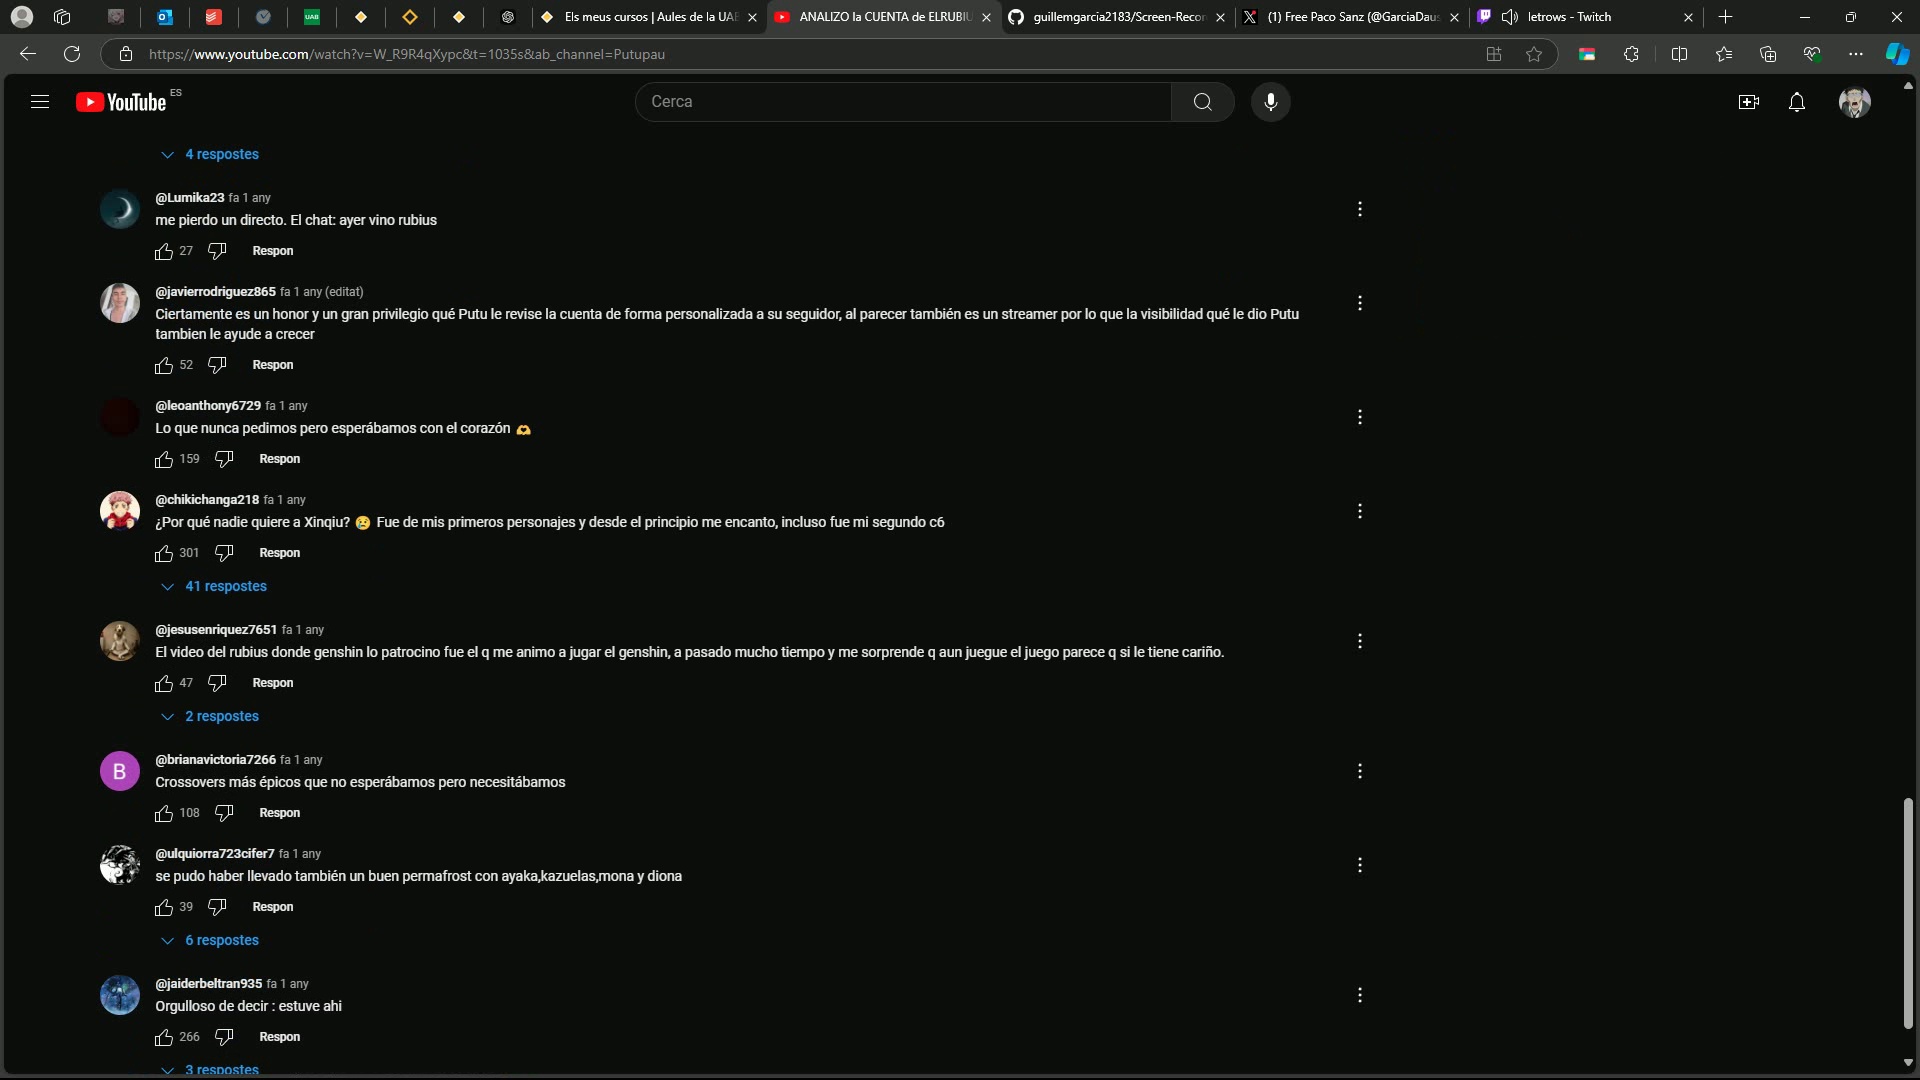 UAB
Els meus cursos | Aules de la UAB
ANALIZO la CUENTA de ELRUBIU
guillemgarcia2183/Screen-Recor
(1) Free Paco Sanz (@GarciaDaus
letrows - Twitch
https://www.youtube.com/watch?v=W_R9R4qXypc&t=1035s&ab_channel=Putupau
YouTube ES
Cerca
4 respostes
@Lumika23 fa 1 any
me pierdo un directo. El chat: ayer vino rubius
27 Respon
@javierrodriguez865 fa 1 any (editat)
Ciertamente es un honor y un gran privilegio qué Putu le revise la cuenta de forma personalizada a su seguidor, al parecer también es un streamer por lo que la visibilidad qué le dio Putu
tambien le ayude a crecer
52 Respon
@leoanthony6729 fa 1 any
Lo que nunca pedimos pero esperábamos con el corazón 🫶
159 Respon
@chikichanga218 fa 1 any
¿Por qué nadie quiere a Xinqiu? 😢 Fue de mis primeros personajes y desde el principio me encanto, incluso fue mi segundo c6
301 Respon
41 respostes
@jesusenriquez7651 fa 1 any
El video del rubius donde genshin lo patrocino fue el q me animo a jugar el genshin, a pasado mucho tiempo y me sorprende q aun juegue el juego parece q si le tiene cariño.
47 Respon
2 respostes
B
@brianavictoria7266 fa 1 any
Crossovers más épicos que no esperábamos pero necesitábamos
108 Respon
@ulquiorra723cifer7 fa 1 any
se pudo haber llevado también un buen permafrost con ayaka,kazuelas,mona y diona
39 Respon
6 respostes
@jaiderbeltran935 fa 1 any
Orgulloso de decir : estuve ahi
266 Respon
3 respostes